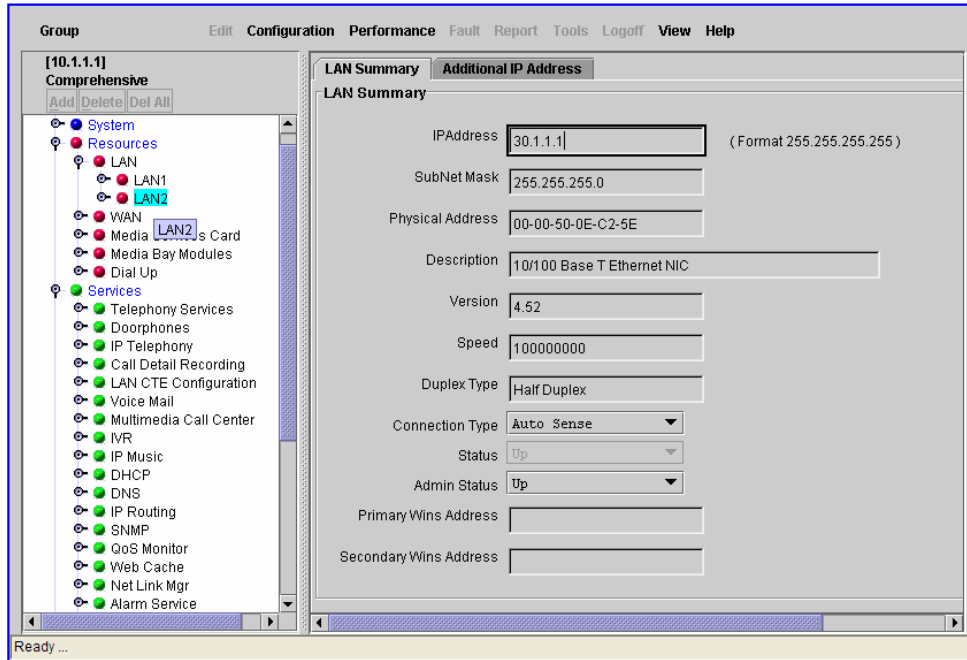 Group Edit Configuration Performance Fault Report Tools Logoff View Help
[10.1.1.1]
Comprehensive
Add Delete Del All
System
Resources
LAN
LAN1
LAN2
WAN
LAN2
Media s Card
Media Bay Modules
Dial Up
Services
Telephony Services
Doorphones
IP Telephony
Call Detail Recording
LAN CTE Configuration
Voice Mail
Multimedia Call Center
IVR
IP Music
DHCP
DNS
IP Routing
SNMP
QoS Monitor
Web Cache
Net Link Mgr
Alarm Service
LAN Summary Additional IP Address
LAN Summary
IPAddress 30.1.1.1 ( Format 255.255.255.255 )
SubNet Mask 255.255.255.0
Physical Address 00-00-50-0E-C2-5E
Description 10/100 Base T Ethernet NIC
Version 4.52
Speed 100000000
Duplex Type Half Duplex
Connection Type Auto Sense
Status Up
Admin Status Up
Primary Wins Address
Secondary Wins Address
Ready ...